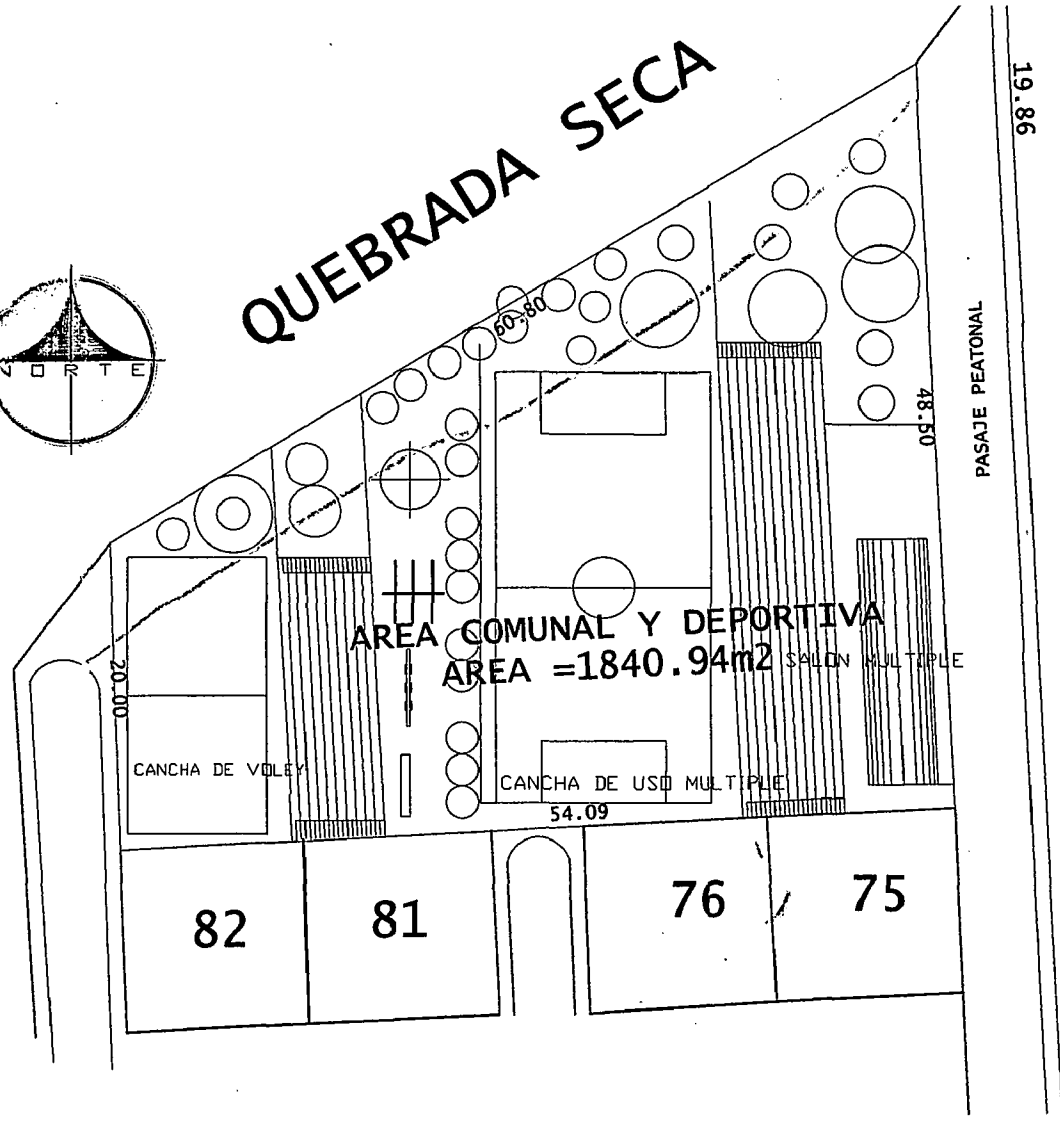 19.86
QUEBRADA SECA
60.80
NORTE
PASAJE PEATONAL
48.50
AREA COMUNAL Y DEPORTIVA
AREA =1840.94m2
SALON MULTIPLE
20.00
CANCHA DE VOLEY
CANCHA DE USO MULTIPLE
54.09
82
81
76
75